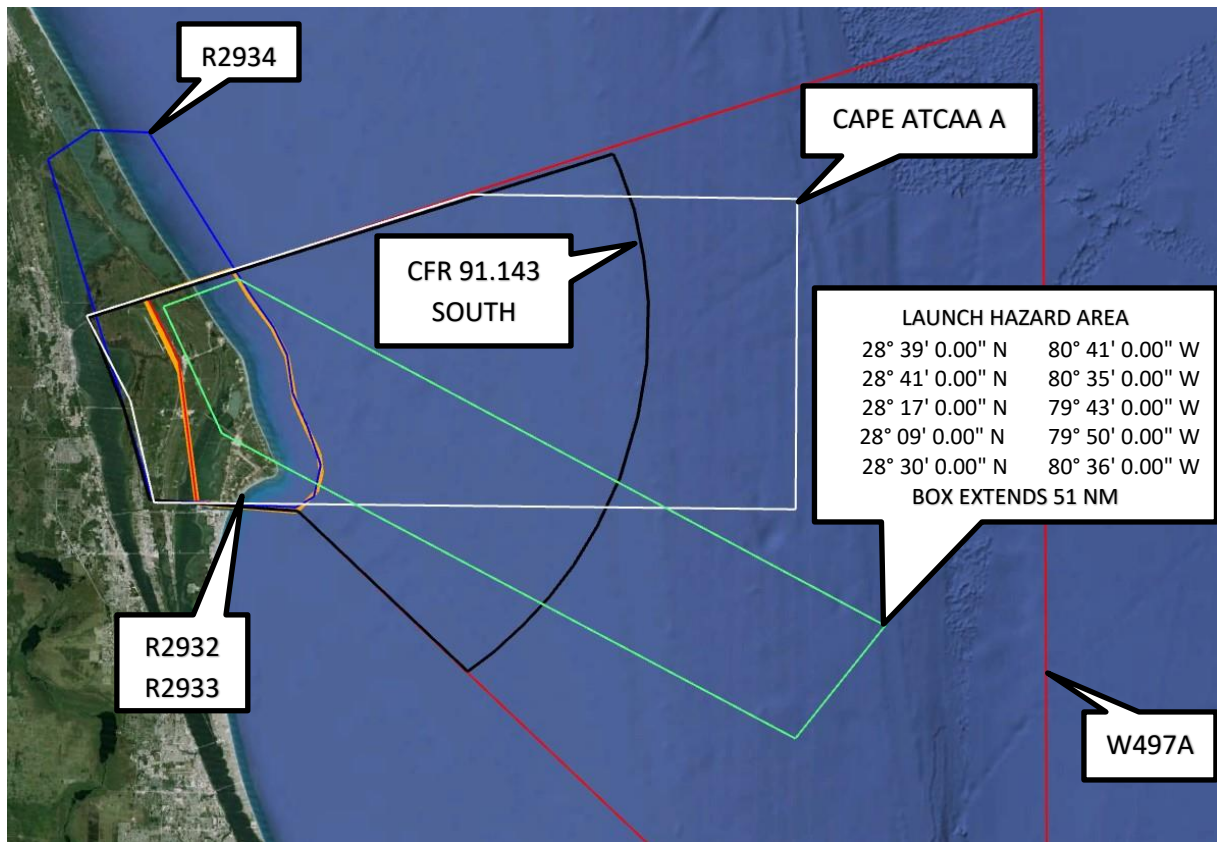 R2934
CAPE ATCAA A
CFR 91.143
SOUTH
LAUNCH HAZARD AREA
28° 39' 0.00" N 80° 41' 0.00" W
28° 41' 0.00" N 80° 35' 0.00" W
28° 17' 0.00" N 79° 43' 0.00" W
28° 09' 0.00" N 79° 50' 0.00" W
28° 30' 0.00" N 80° 36' 0.00" W
BOX EXTENDS 51 NM
R2932
R2933
W497A